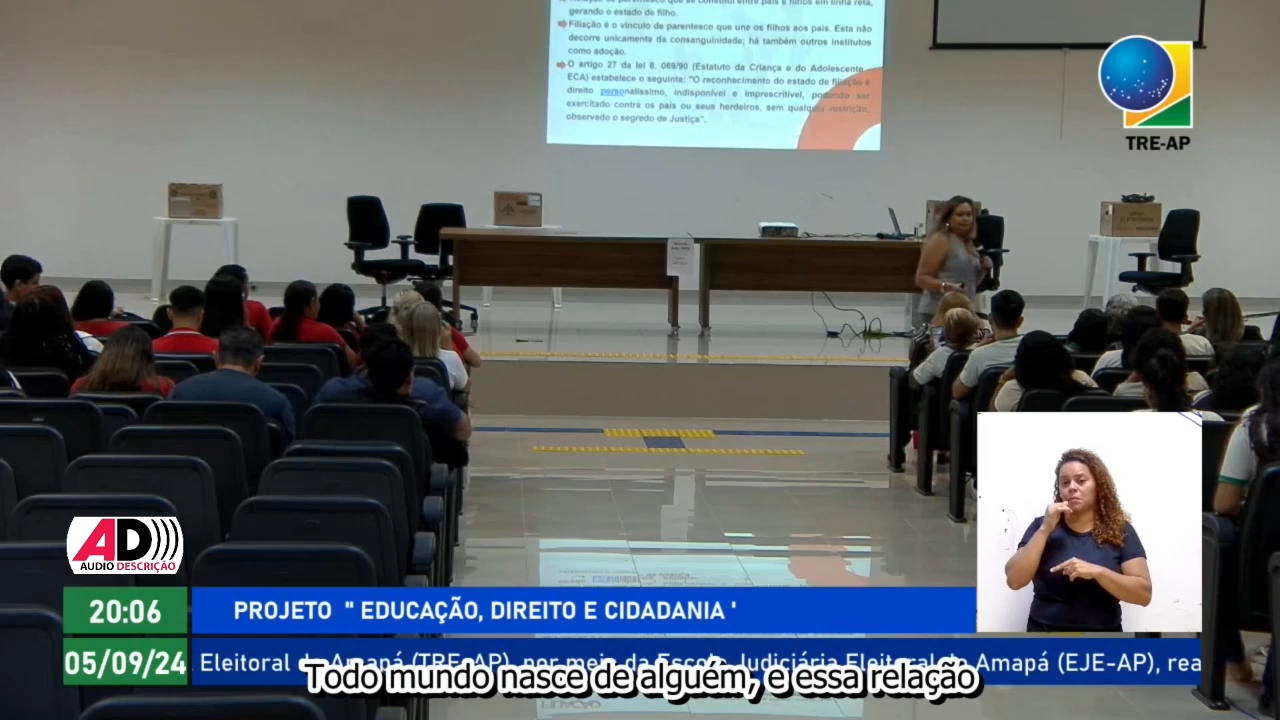 gerando o estado de filho.
Filiação é o vínculo de parentesco que une os filhos aos pais. Esta não
decorre unicamente da consanguinidade; há também outros institutos
como adoção.
O artigo 27 da lei 8. 069/90 (Estatuto da Criança e do Adolescente
ECA) estabelece o seguinte: "O reconhecimento do estado de filiação é
direito personalíssimo, indisponível e imprescritível, podendo ser
exercitado contra os pais ou seus herdeiros, sem qualquer restrição,
observado o segredo de Justiça".
TRE-AP
AD
AUDIO DESCRIÇÃO
20:06
PROJETO " EDUCAÇÃO, DIREITO E CIDADANIA '
05/09/24
Eleitoral do Amapá (TRE-AP), por meio da Escola Judiciária Eleitoral do Amapá (EJE-AP), rea
Todo mundo nasce de alguém, e essa relação